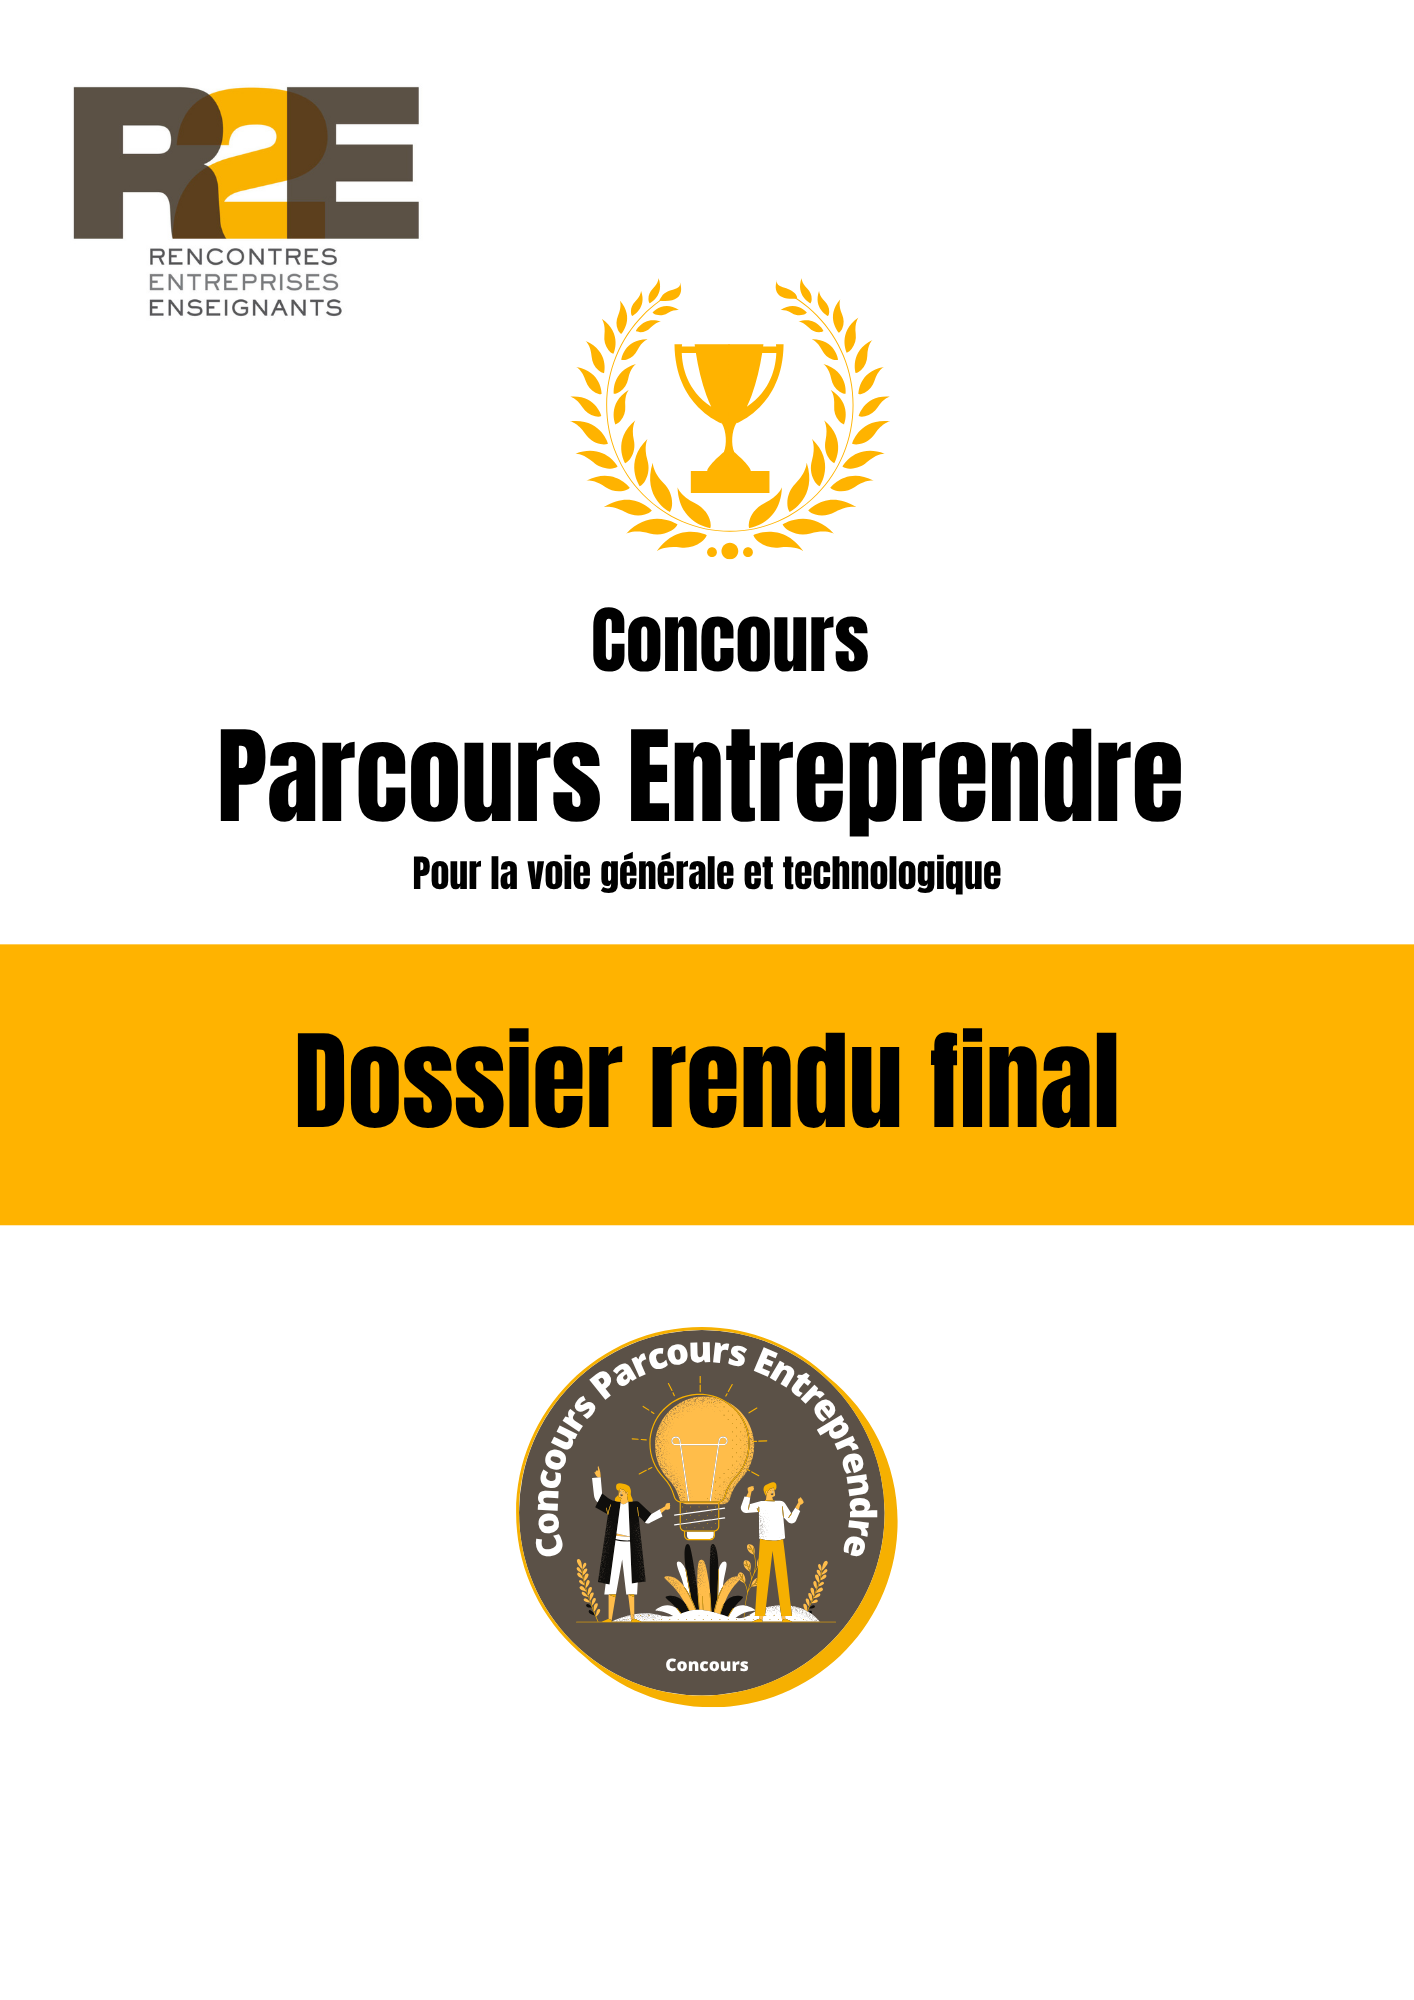 R2E
RENCONTRES
ENTREPRISES
ENSEIGNANTS
Concours
Parcours Entreprendre
Pour la voie générale et technologique
Dossier rendu final
Concours Parcours Entreprendre
Concours